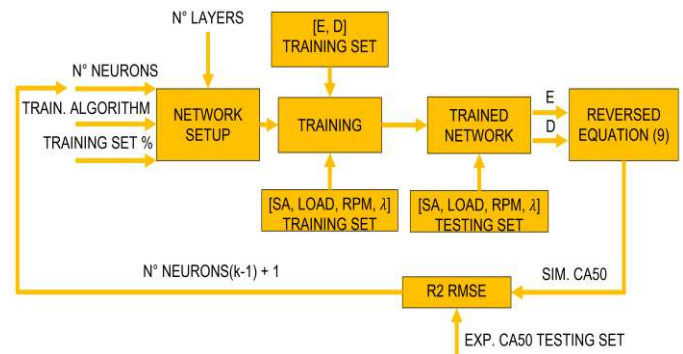 N° LAYERS
[E, D]
TRAINING SET
N° NEURONS
TRAIN. ALGORITHM
TRAINING SET %
NETWORK
SETUP
TRAINING
TRAINED
NETWORK
E
D
REVERSED
EQUATION (9)
[SA, LOAD, RPM, λ]
TRAINING SET
[SA, LOAD, RPM, λ]
TESTING SET
N° NEURONS(k-1) + 1
R2 RMSE
SIM. CA50
EXP. CA50 TESTING SET